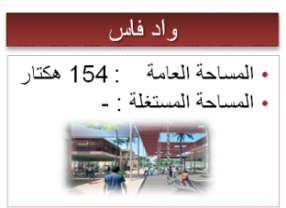 واد فاس
• المساحة العامة : 154 هكتار
• المساحة المستغلة : -